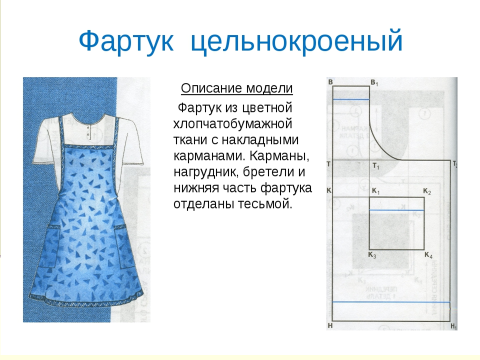 Фартук цельнокроеный
Описание модели
Фартук из цветной
хлопчатобумажной
ткани с накладными
карманами. Карманы,
нагрудник, бретели и
нижняя часть фартука
отделаны тесьмой.
В В₁
Т Т₁ Т₂
К К₁ К₂
К₃ К₄
Н Н₁